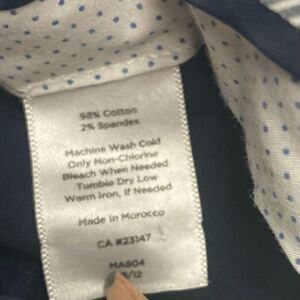 98% Cotton
2% Spandex
Machine Wash Cold
Only Non-Chlorine
Bleach When Needed
Tumble Dry Low
Warm Iron, If Needed
Made in Morocco
CA #23147
MA804
/12